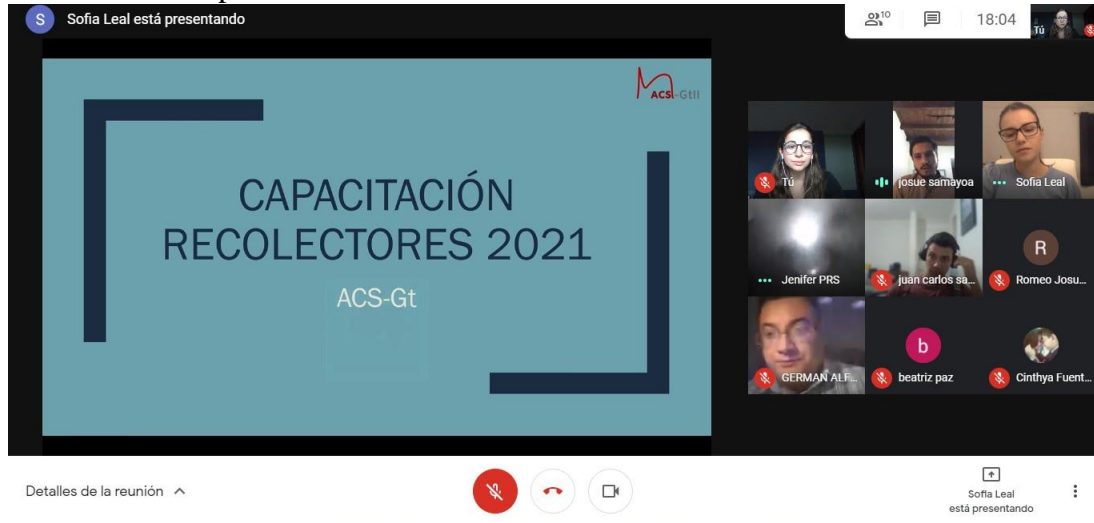 S Sofia Leal está presentando
10
18:04
Tú
ACS-GtII
CAPACITACIÓN
RECOLECTORES 2021
ACS-Gt
Tú
josue samayoa
Sofia Leal
Jenifer PRS
juan carlos sa...
R
Romeo Josu...
GERMAN ALF...
b
beatriz paz
Cinthya Fuent...
Detalles de la reunión
Sofia Leal
está presentando